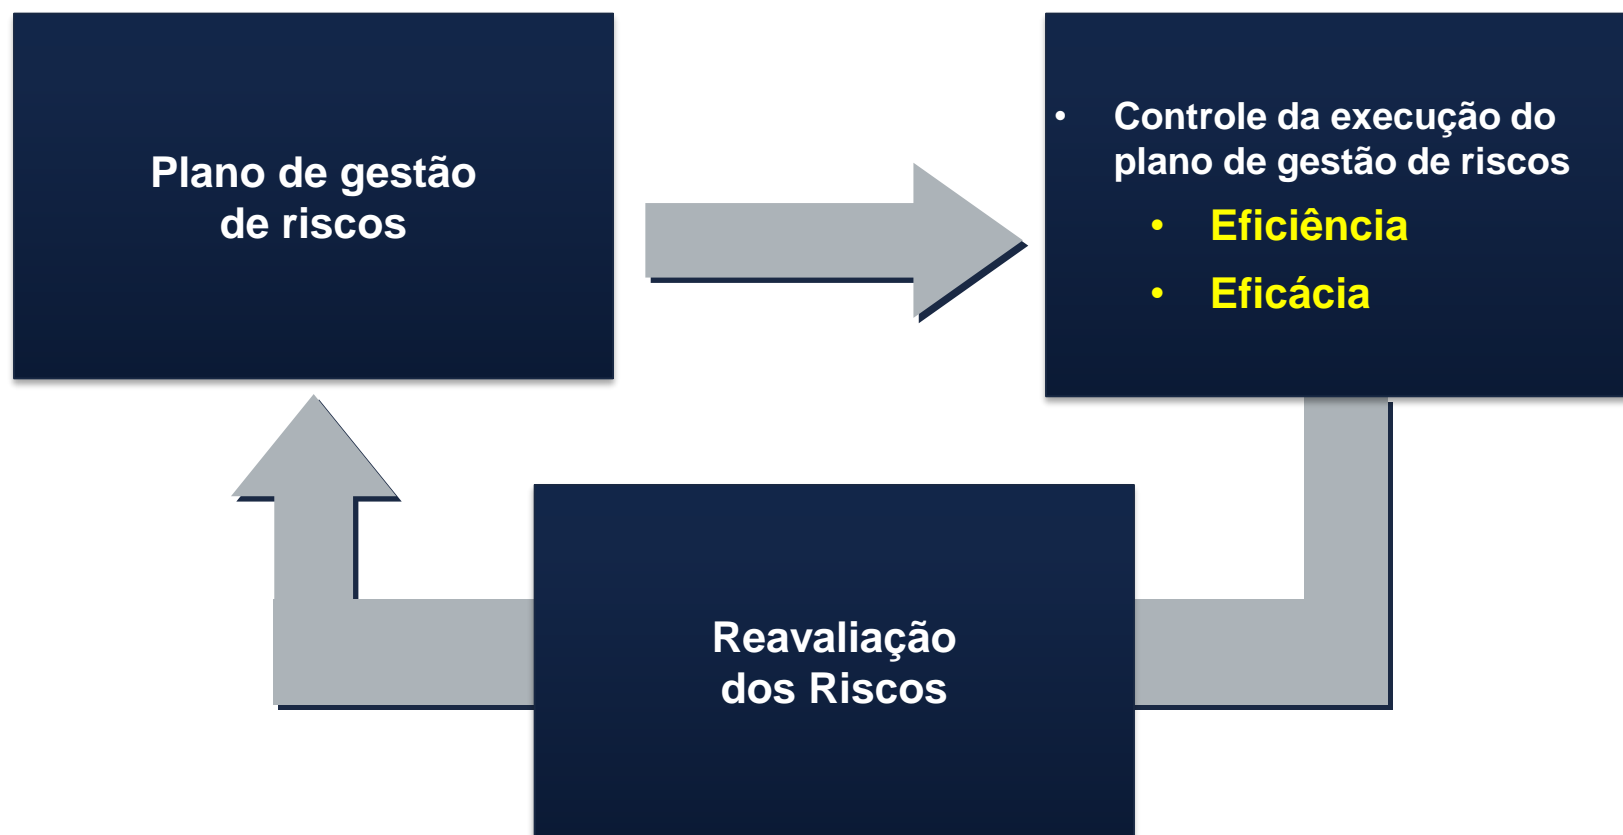 Plano de gestão
de riscos
• Controle da execução do
plano de gestão de riscos
• Eficiência
• Eficácia
Reavaliação
dos Riscos